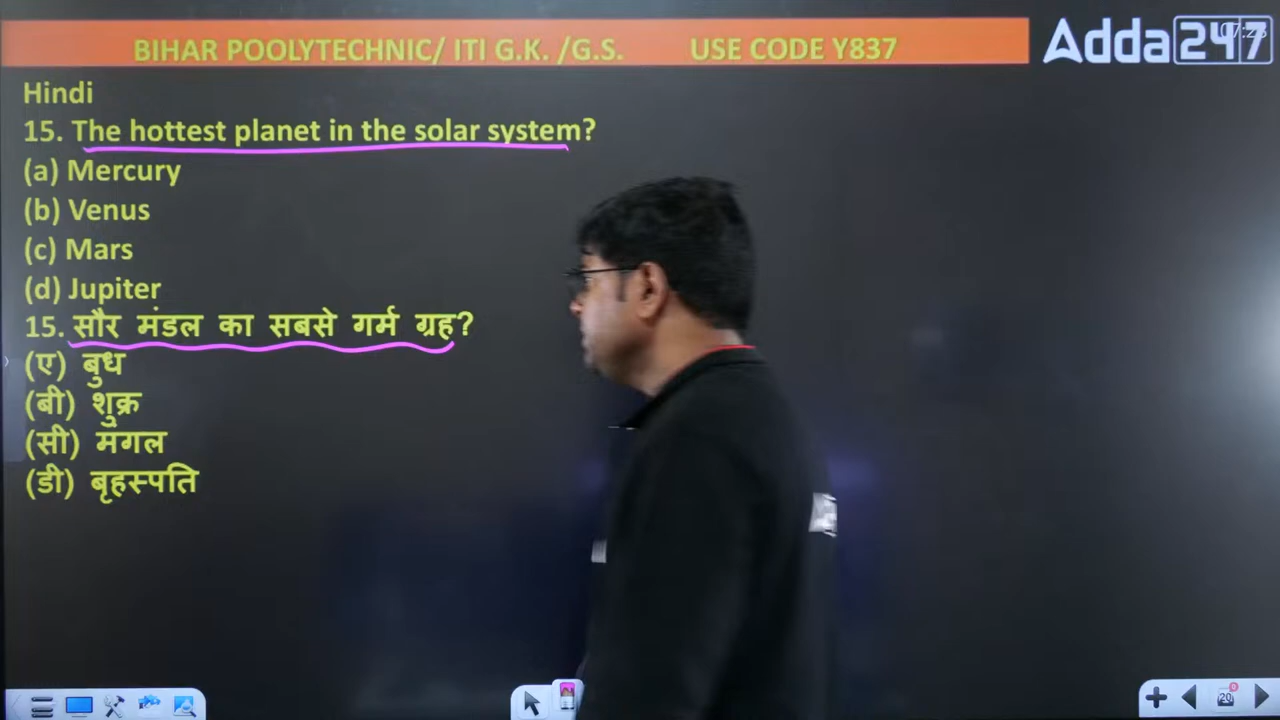 BIHAR POOLYTECHNIC/ ITI G.K. /G.S. USE CODE Y837
Adda247
Hindi
15. The hottest planet in the solar system?
(a) Mercury
(b) Venus
(c) Mars
(d) Jupiter
15. सौर मंडल का सबसे गर्म ग्रह?
(ए) बुध
(बी) शुक्र
(सी) मंगल
(डी) बृहस्पति
20